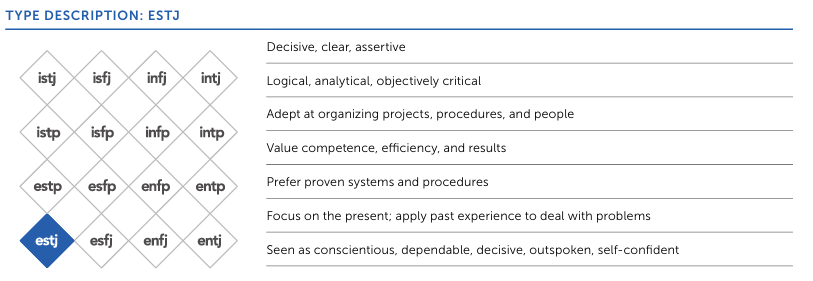 TYPE DESCRIPTION: ESTJ
istj isfj infj intj
istp isfp infp intp
estp esfp enfp entp
estj esfj enfj entj
Decisive, clear, assertive
Logical, analytical, objectively critical
Adept at organizing projects, procedures, and people
Value competence, efficiency, and results
Prefer proven systems and procedures
Focus on the present; apply past experience to deal with problems
Seen as conscientious, dependable, decisive, outspoken, self-confident